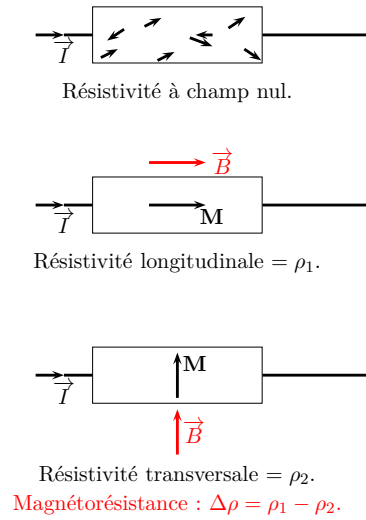 I⃗
Résistivité à champ nul.
B⃗
M
I⃗
Résistivité longitudinale = ρ₁.
M
I⃗
B⃗
Résistivité transversale = ρ₂.
Magnétorésistance : Δρ = ρ₁ − ρ₂.